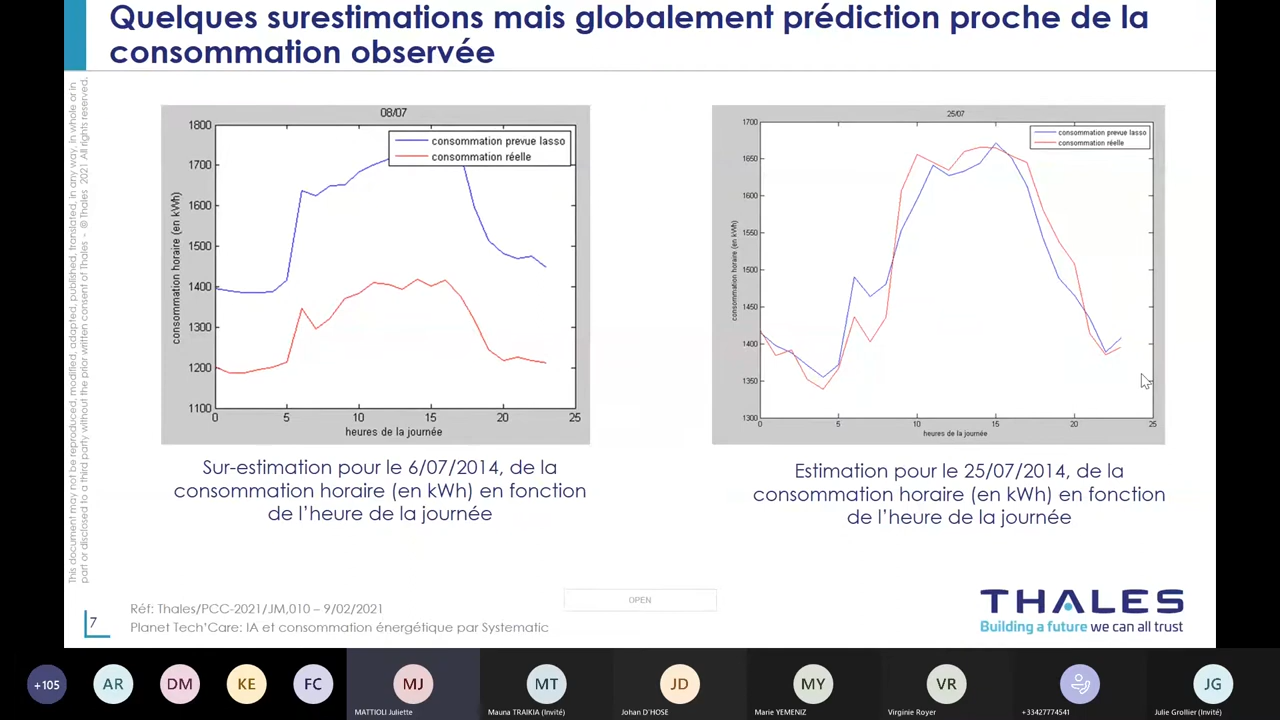 Quelques surestimations mais globalement prédiction proche de la
consommation observée
This document may not be reproduced, modified, adapted, published, translated, in any way, in whole or in
part or disclosed to a third party without the prior written consent of Thales - © Thales 2021 All rights reserved.
08/07
consommation prevue lasso
consommation réelle
consommation horaire (en kWh)
1800
1700
1600
1500
1400
1300
1200
1100
0 5 10 15 20 25
heures de la journée
Sur-estimation pour le 6/07/2014, de la
consommation horaire (en kWh) en fonction
de l'heure de la journée
25/07
consommation prevue lasso
consommation réelle
consommation horaire (en kWh)
1700
1650
1600
1550
1500
1450
1400
1350
1300
0 5 10 15 20 25
heures de la journée
Estimation pour le 25/07/2014, de la
consommation horaire (en kWh) en fonction
de l'heure de la journée
7
Réf: Thales/PCC-2021/JM,010 – 9/02/2021
Planet Tech'Care: IA et consommation énergétique par Systematic
OPEN
THALES
Building a future we can all trust
+105 AR DM KE FC MJ MT JD MY VR JG
MATTIOLI Juliette
Mauna TRAIKIA (Invité)
Johan D'HOSE
Marie YEMENIZ
Virginie Royer
+33427774541
Julie Grollier (Invité)